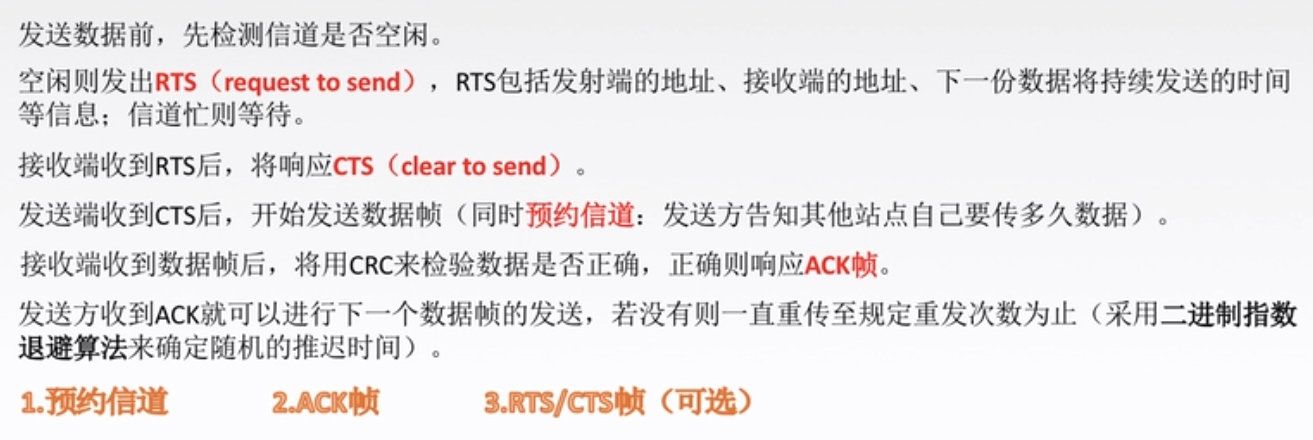 发送数据前，先检测信道是否空闲。
空闲则发出RTS（request to send），RTS包括发射端的地址、接收端的地址、下一份数据将持续发送的时间
等信息；信道忙则等待。
接收端收到RTS后，将响应CTS（clear to send）。
发送端收到CTS后，开始发送数据帧（同时预约信道：发送方告知其他站点自己要传多久数据）。
接收端收到数据帧后，将用CRC来检验数据是否正确，正确则响应ACK帧。
发送方收到ACK就可以进行下一个数据帧的发送，若没有则一直重传至规定重发次数为止（采用二进制指数
退避算法来确定随机的推迟时间）。
1.预约信道 2.ACK帧 3.RTS/CTS帧（可选）